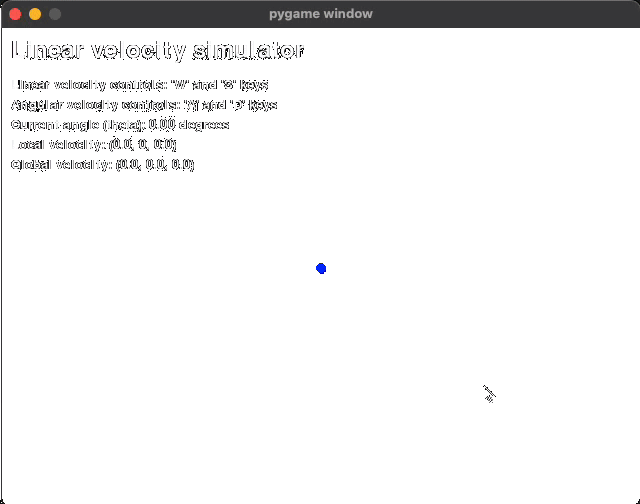 pygame window
Linear velocity simulator
Linear velocity controls: 'W' and 'S' keys
Angular velocity controls: 'A' and 'D' keys
Current angle (theta): 0.00 degrees
Local velocity: (0.0, 0, 0.0)
Global velocity: (0.0, 0.0, 0.0)